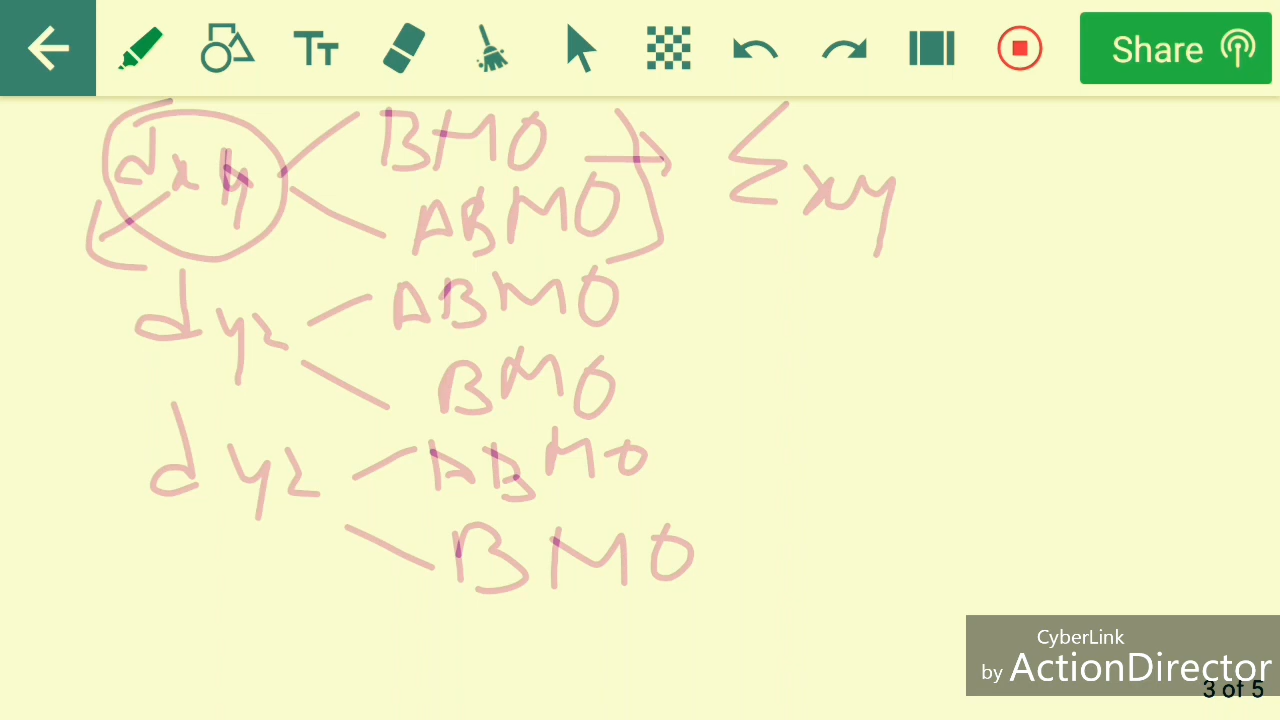 Share
dxy BMO → Σxy
ABMO
dyz ABMO
BMO
dyz ABMO
BMO
CyberLink
by ActionDirector
3 of 5